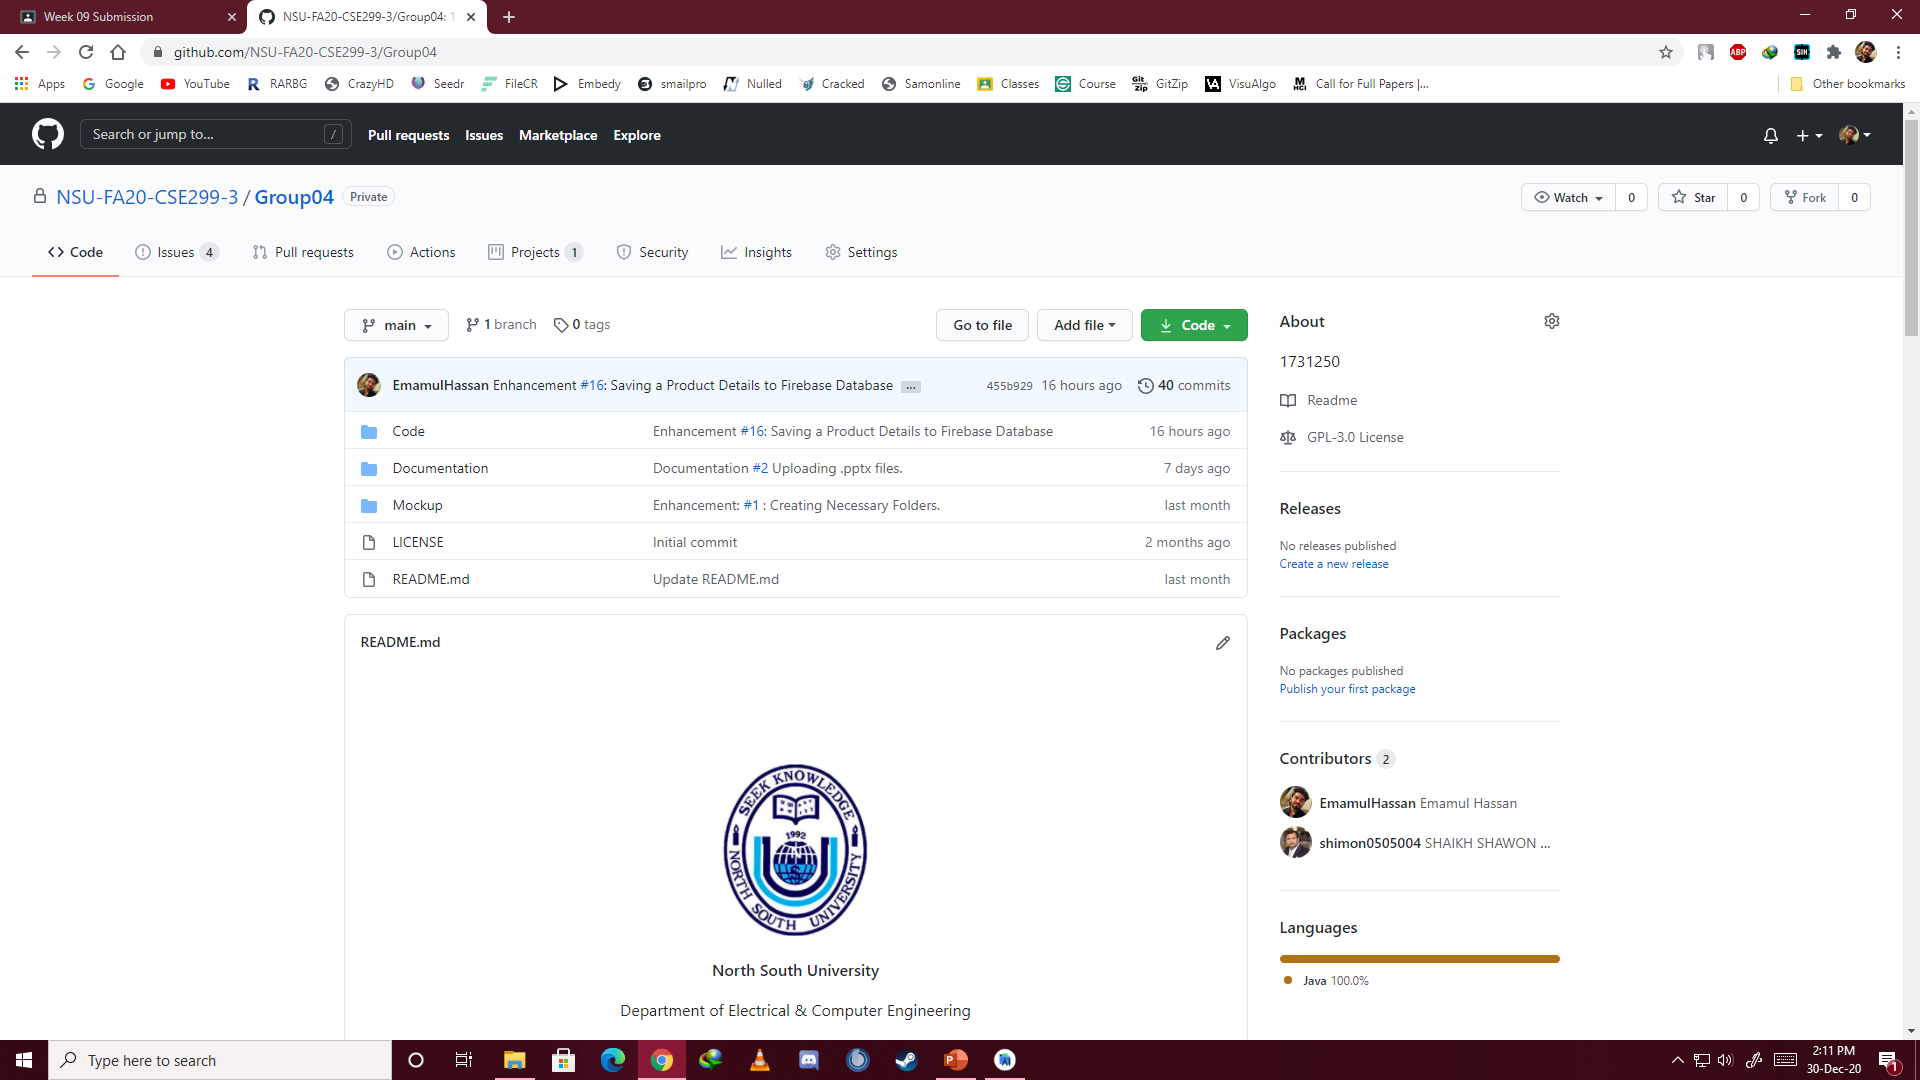 Week 09 Submission
NSU-FA20-CSE299-3/Group04:
github.com/NSU-FA20-CSE299-3/Group04
ABP
SIH
Apps Google YouTube RARBG CrazyHD Seedr FileCR Embedy smailpro Nulled Cracked Samonline Classes Course GitZip VisuAlgo Call for Full Papers |... Other bookmarks
Search or jump to... /
Pull requests Issues Marketplace Explore
NSU-FA20-CSE299-3 / Group04 Private
Watch 0 Star 0 Fork 0
Code Issues 4 Pull requests Actions Projects 1 Security Insights Settings
main 1 branch 0 tags Go to file Add file Code
EmamulHassan Enhancement #16: Saving a Product Details to Firebase Database ... 455b929 16 hours ago 40 commits
Code Enhancement #16: Saving a Product Details to Firebase Database 16 hours ago
Documentation Documentation #2 Uploading .pptx files. 7 days ago
Mockup Enhancement: #1 : Creating Necessary Folders. last month
LICENSE Initial commit 2 months ago
README.md Update README.md last month
README.md
SEEK KNOWLEDGE
1992
NORTH SOUTH UNIVERSITY
North South University
Department of Electrical & Computer Engineering
About
1731250
Readme
GPL-3.0 License
Releases
No releases published
Create a new release
Packages
No packages published
Publish your first package
Contributors 2
EmamulHassan Emamul Hassan
shimon0505004 SHAIKH SHAWON ...
Languages
Java 100.0%
Type here to search
2:11 PM
30-Dec-20
1